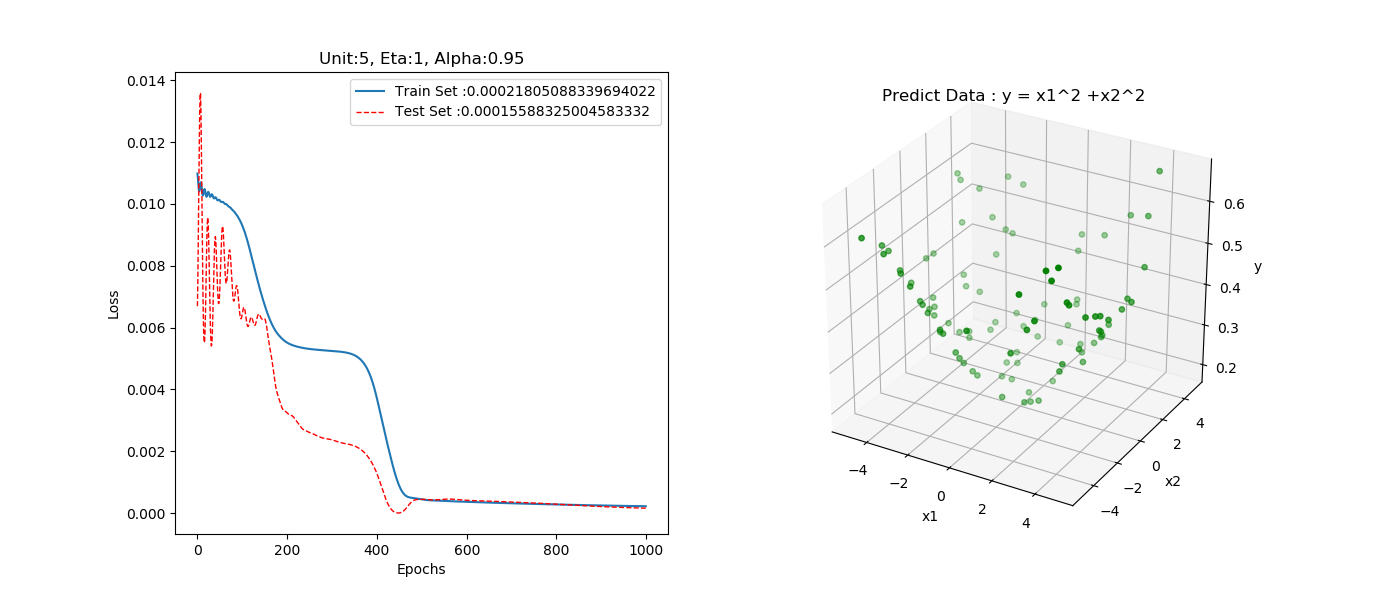 Unit:5, Eta:1, Alpha:0.95
0.014
0.012
0.010
0.008
0.006
0.004
0.002
0.000
Loss
Train Set :0.00021805088339694022
Test Set :0.00015588325004583332
0 200 400 600 800 1000
Epochs
Predict Data : y = x1^2 +x2^2
0.6
0.5
0.4
0.3
0.2
y
−4 −2 0 2 4
x1
−4 −2 0 2 4
x2